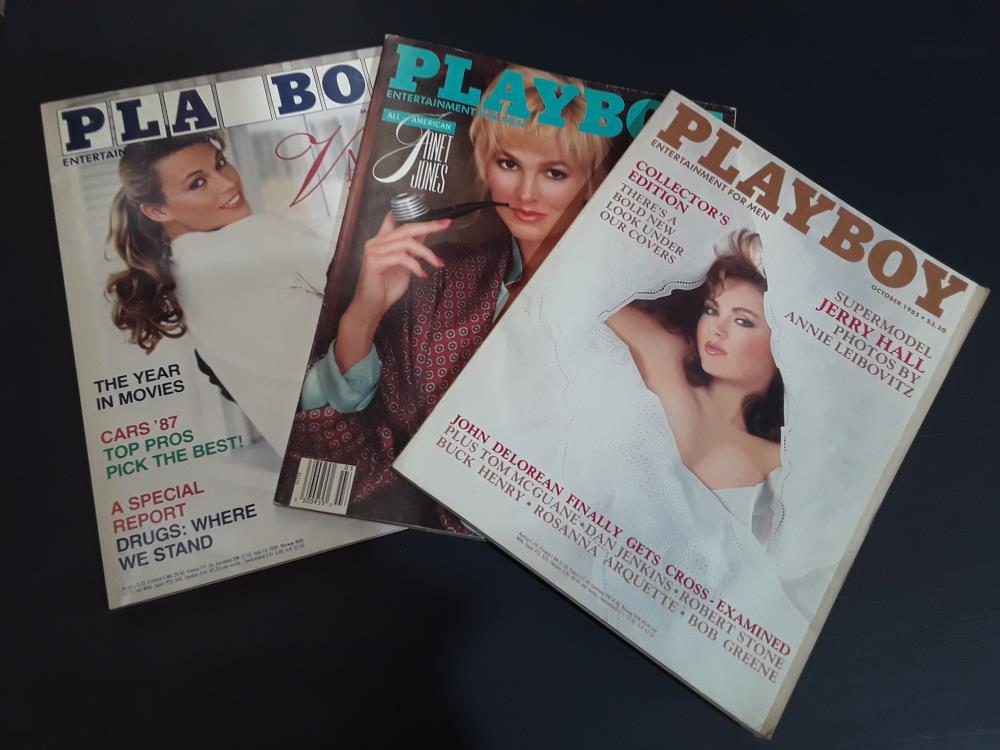 PLA BO
ENTERTAIN
V
THE YEAR
IN MOVIES
CARS '87
TOP PROS
PICK THE BEST!
A SPECIAL
REPORT
DRUGS: WHERE
WE STAND
PLAYBO
ENTERTAINMENT FOR MEN
ALL AMERICAN
JANET
JONES
PLAYBOY
ENTERTAINMENT FOR MEN
OCTOBER 1985 • $3.50
COLLECTOR'S
EDITION
THERE'S A
BOLD NEW
LOOK UNDER
OUR COVERS
SUPERMODEL
JERRY HALL
PHOTOS BY
ANNIE LEIBOVITZ
JOHN DELOREAN FINALLY GETS CROSS-EXAMINED
PLUS TOM MCGUANE • DAN JENKINS • ROBERT STONE
BUCK HENRY • ROSANNA ARQUETTE • BOB GREENE